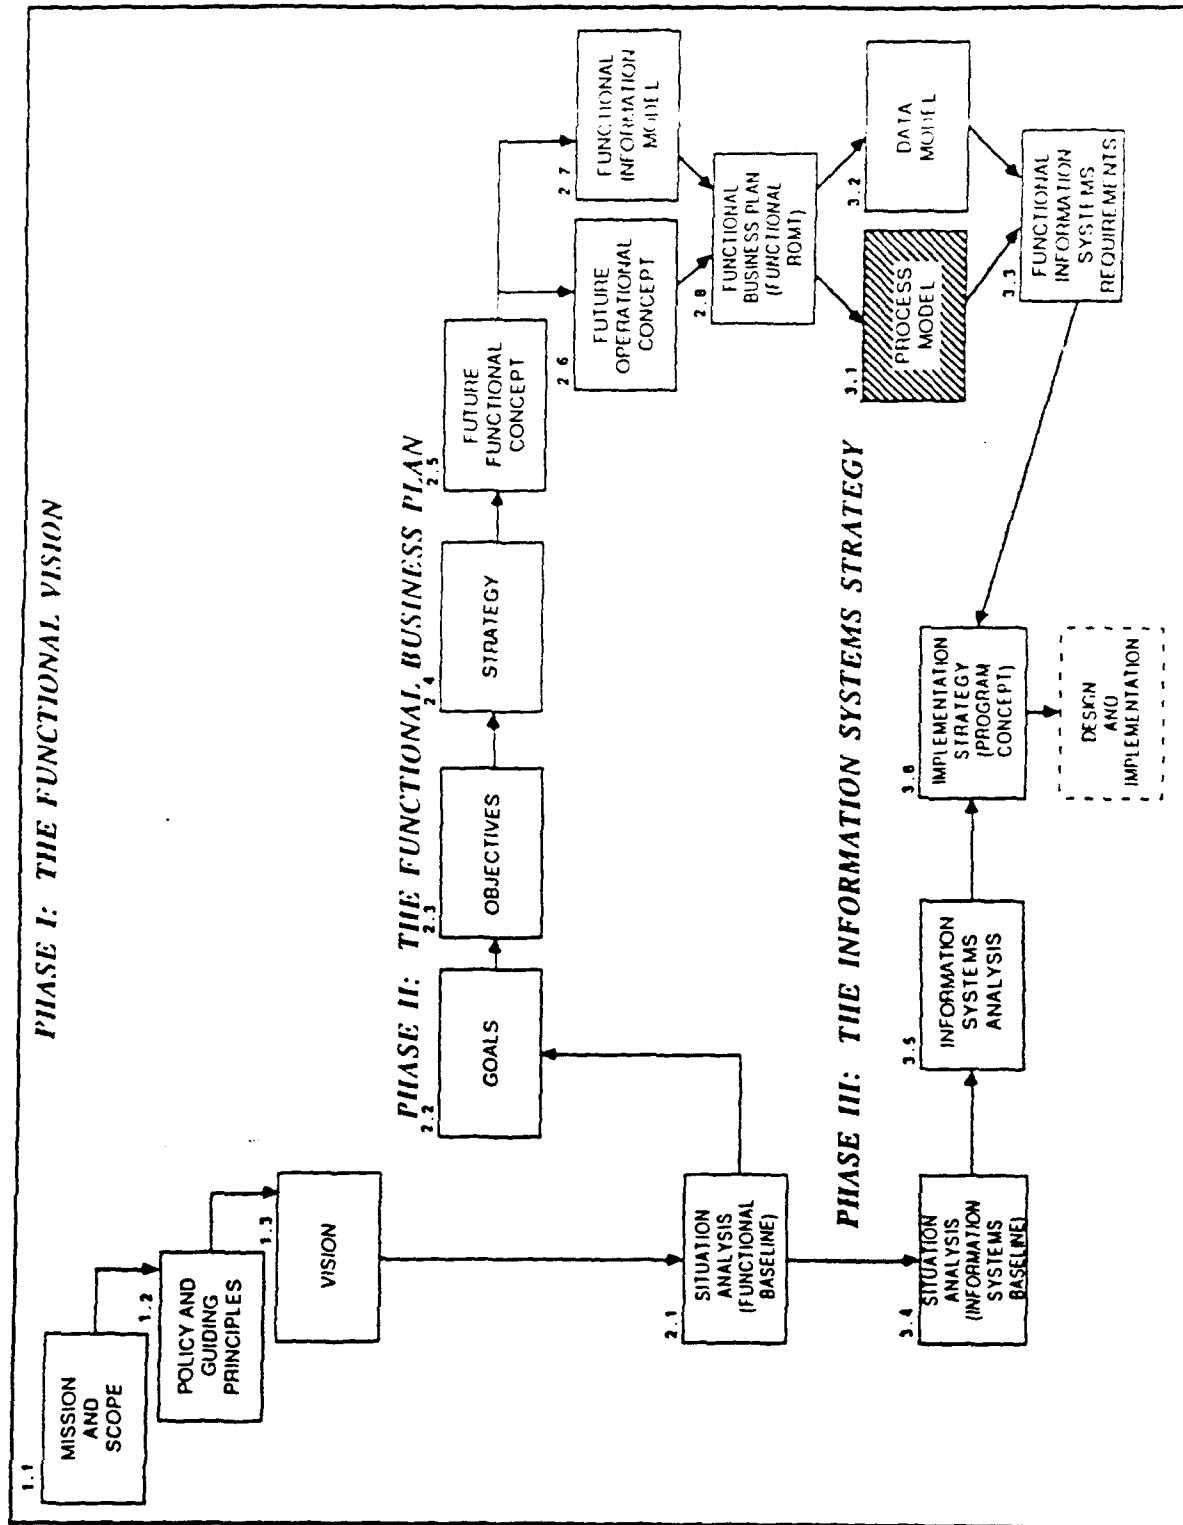 PHASE I: THE FUNCTIONAL VISION
1.1
MISSION
AND
SCOPE
1.2
POLICY AND
GUIDING
PRINCIPLES
1.3
VISION
PHASE II: THE FUNCTIONAL BUSINESS PLAN
2.1
SITUATION
ANALYSIS
(FUNCTIONAL
BASELINE)
2.2
GOALS
2.3
OBJECTIVES
2.4
STRATEGY
2.5
FUTURE
FUNCTIONAL
CONCEPT
2.6
FUTURE
OPERATIONAL
CONCEPT
2.7
FUNCTIONAL
INFORMATION
MODEL
2.8
FUNCTIONAL
BUSINESS PLAN
(FUNCTIONAL
RQMT)
PHASE III: THE INFORMATION SYSTEMS STRATEGY
3.1
PROCESS
MODEL
3.2
DATA
MODEL
3.3
FUNCTIONAL
INFORMATION
SYSTEMS
REQUIREMENTS
3.4
SITUATION
ANALYSIS
(INFORMATION
SYSTEMS
BASELINE)
3.5
INFORMATION
SYSTEMS
ANALYSIS
3.6
IMPLEMENTATION
STRATEGY
(PROGRAM
CONCEPT)
DESIGN
AND
IMPLEMENTATION